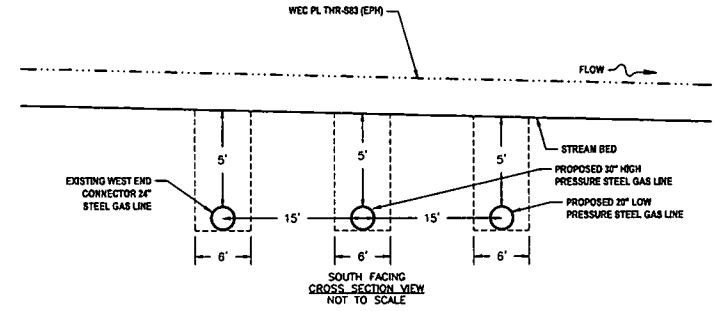 WEC PL THR-S83 (EPH)
FLOW
5'
5'
5'
STREAM BED
EXISTING WEST END
CONNECTOR 24"
STEEL GAS LINE
PROPOSED 30" HIGH
PRESSURE STEEL GAS LINE
15'
15'
PROPOSED 20" LOW
PRESSURE STEEL GAS LINE
6'
6'
6'
SOUTH FACING
CROSS SECTION VIEW
NOT TO SCALE